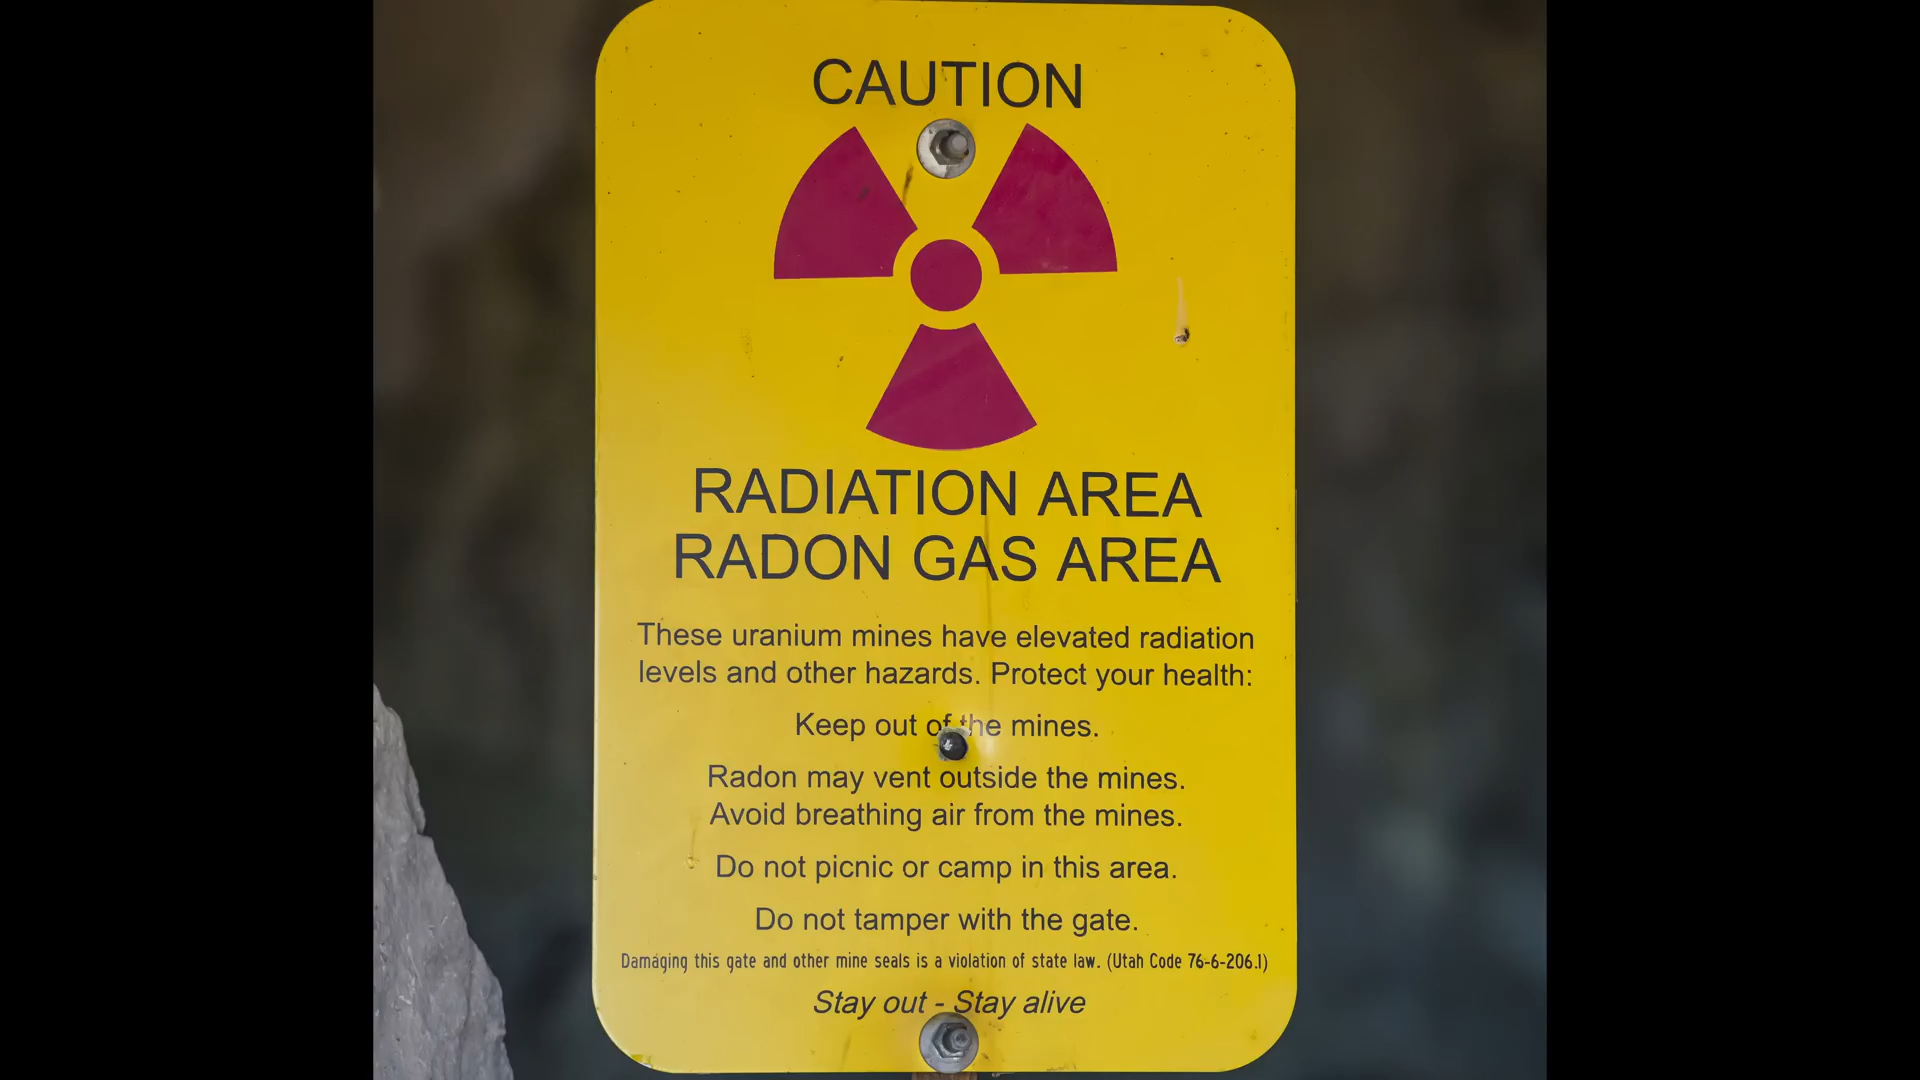 CAUTION
RADIATION AREA
RADON GAS AREA
These uranium mines have elevated radiation
levels and other hazards. Protect your health:
Keep out of the mines.
Radon may vent outside the mines.
Avoid breathing air from the mines.
Do not picnic or camp in this area.
Do not tamper with the gate.
Damaging this gate and other mine seals is a violation of state law. (Utah Code 76-6-206.1)
Stay out - Stay alive